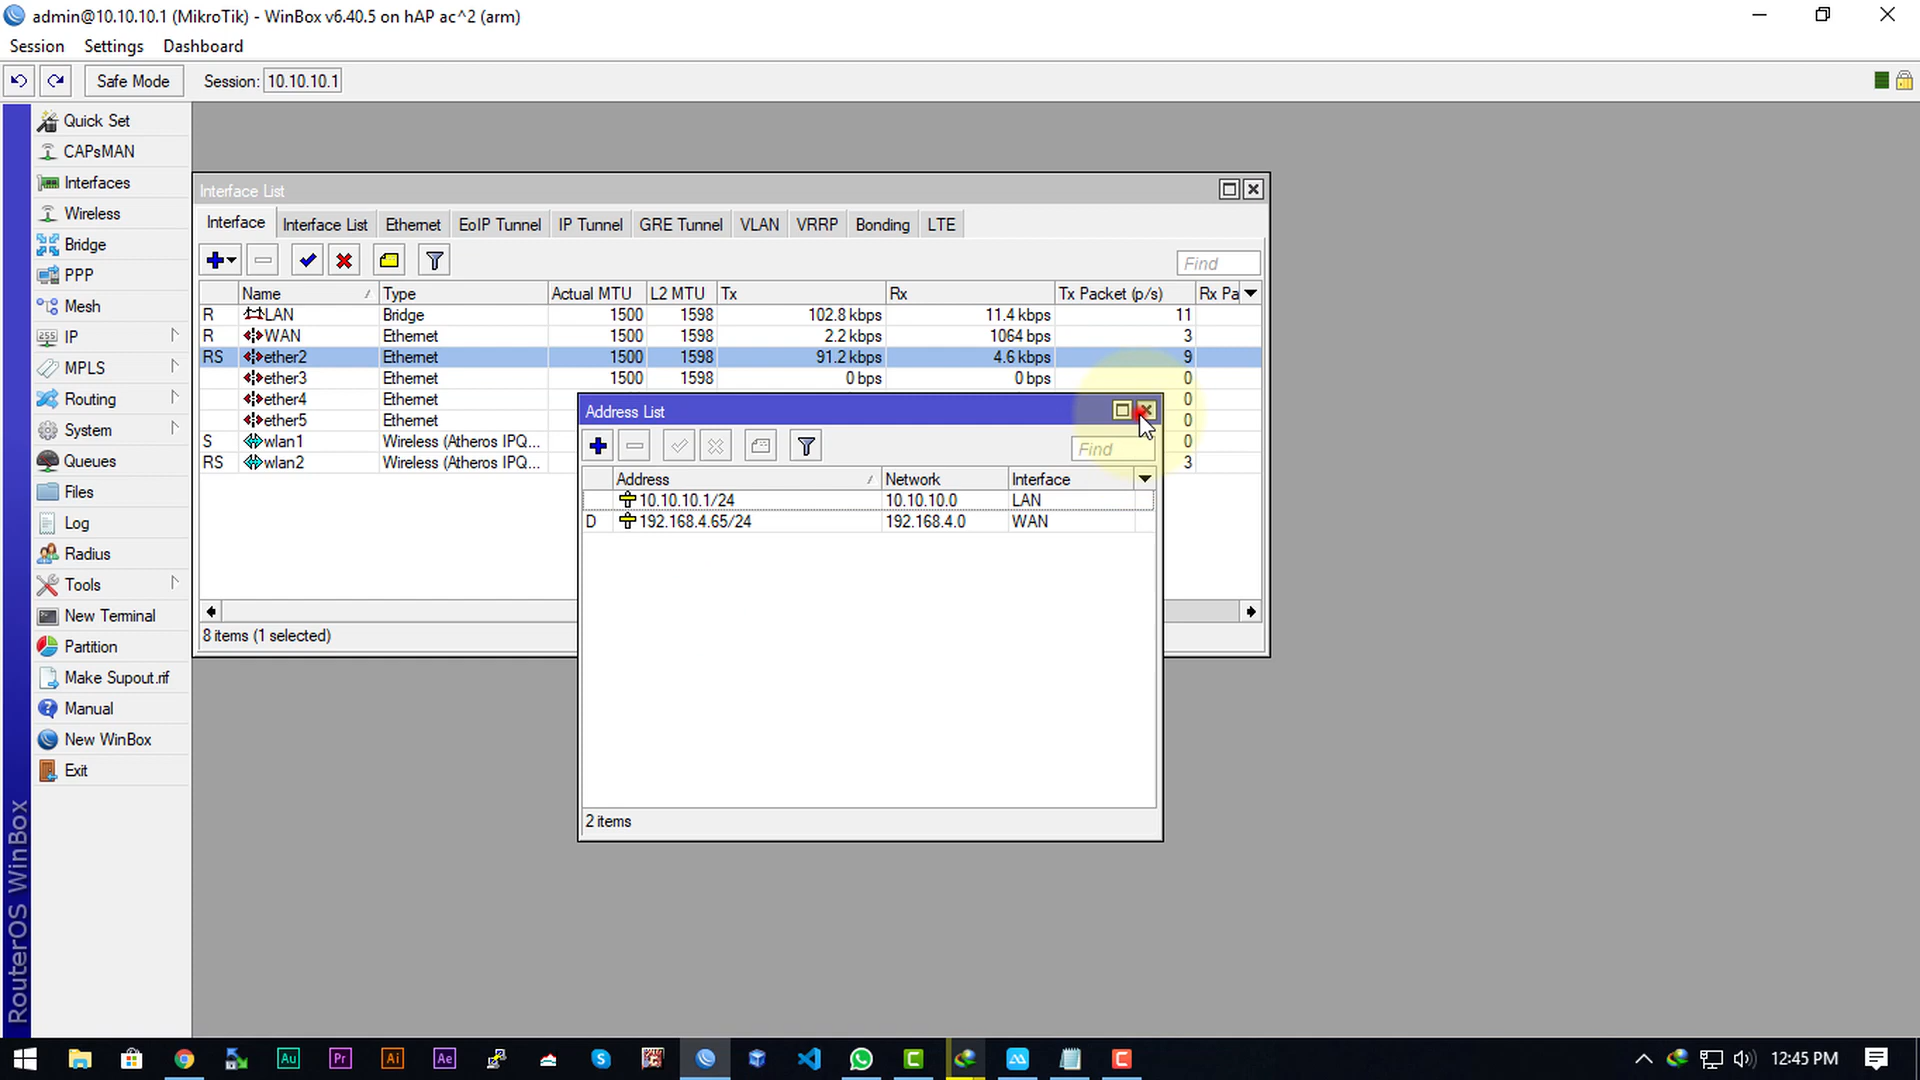 admin@10.10.10.1 (MikroTik) - WinBox v6.40.5 on hAP ac^2 (arm)
Session Settings Dashboard
Safe Mode Session: 10.10.10.1
Quick Set
CAPsMAN
Interfaces
Wireless
Bridge
PPP
Mesh
IP
MPLS
Routing
System
Queues
Files
Log
Radius
Tools
New Terminal
Partition
Make Supout.rif
Manual
New WinBox
Exit
RouterOS WinBox
Interface List
Interface Interface List Ethernet EoIP Tunnel IP Tunnel GRE Tunnel VLAN VRRP Bonding LTE
Find
Name Type Actual MTU L2 MTU Tx Rx Tx Packet (p/s) Rx Pa
R LAN Bridge 1500 1598 102.8 kbps 11.4 kbps 11
R WAN Ethernet 1500 1598 2.2 kbps 1064 bps 3
RS ether2 Ethernet 1500 1598 91.2 kbps 4.6 kbps 9
ether3 Ethernet 1500 1598 0 bps 0 bps 0
ether4 Ethernet 0
ether5 Ethernet 0
S wlan1 Wireless (Atheros IPQ... 0
RS wlan2 Wireless (Atheros IPQ... 3
8 items (1 selected)
Address List
Find
Address Network Interface
10.10.10.1/24 10.10.10.0 LAN
D 192.168.4.65/24 192.168.4.0 WAN
2 items
Au Pr Ai Ae
12:45 PM